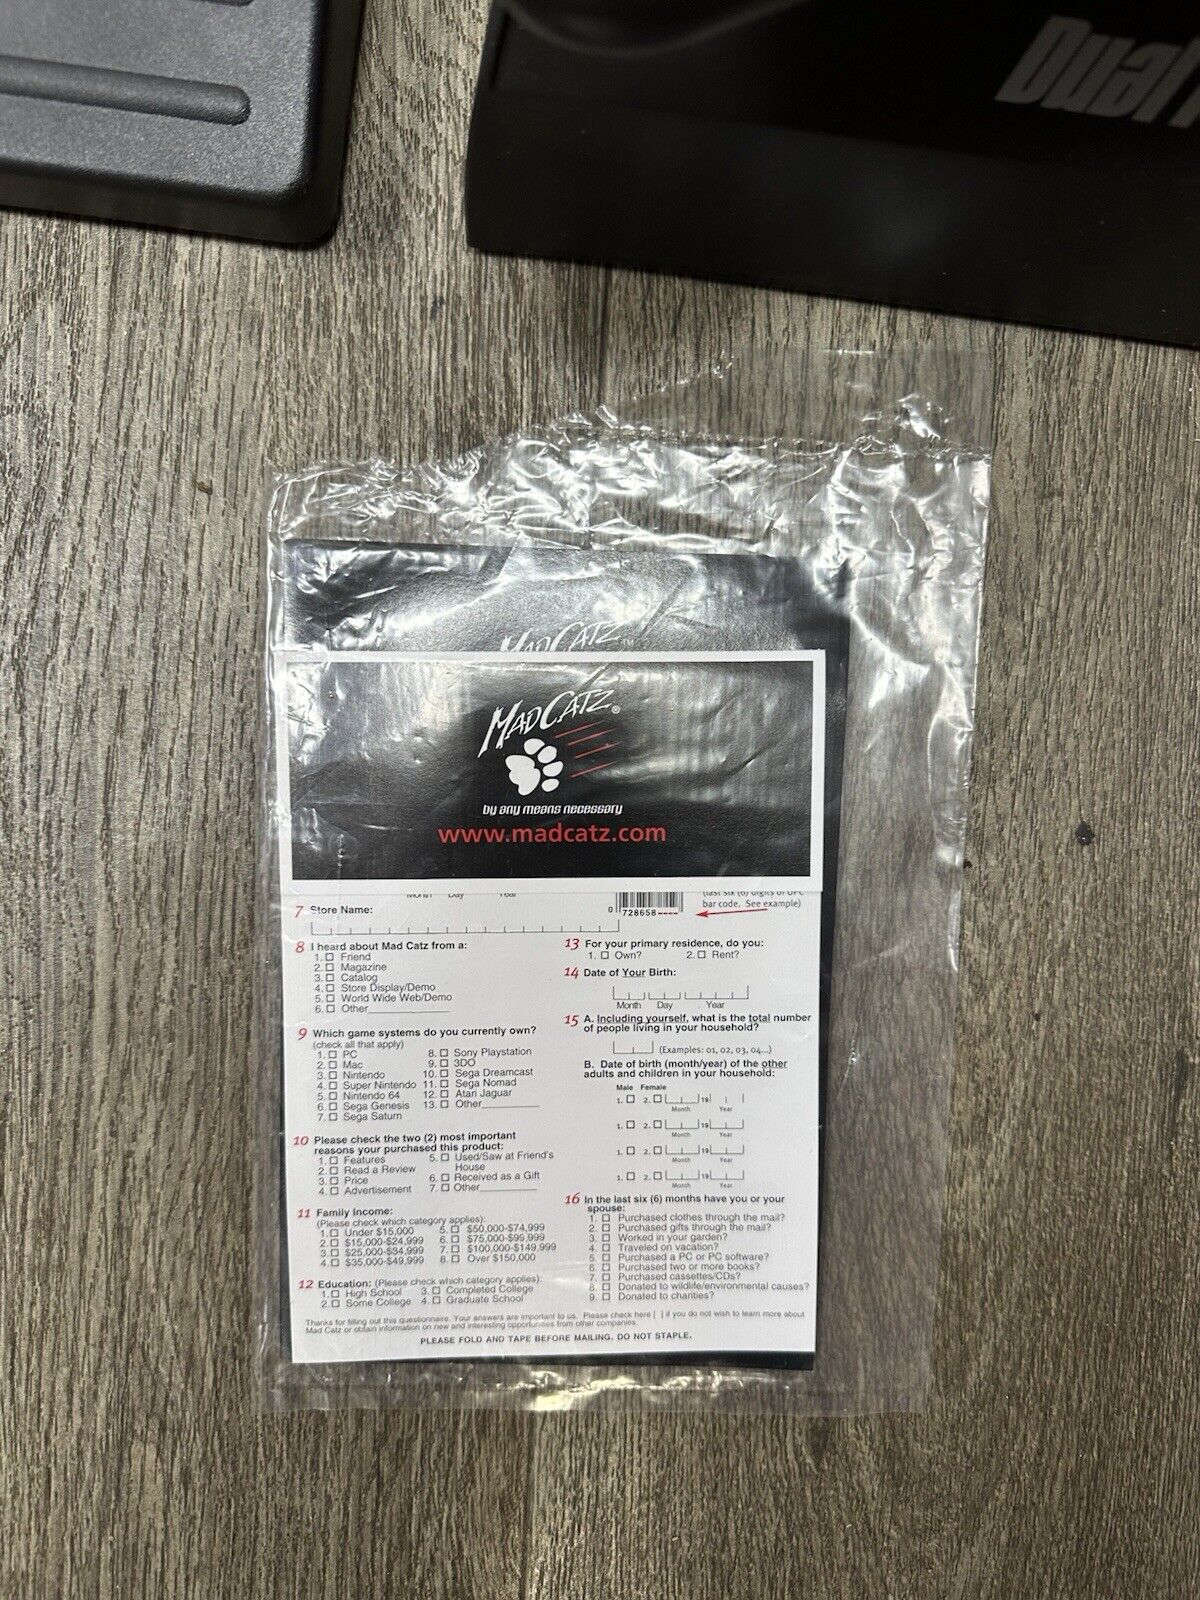 Dual
MAD CATZ
MAD CATZ®
by any means necessary
www.madcatz.com
Month Day Year
7 Store Name:
0 728658
(last six (6) digits of UPC
bar code. See example)
8 I heard about Mad Catz from a:
1. Friend
2. Magazine
3. Catalog
4. Store Display/Demo
5. World Wide Web/Demo
6. Other
9 Which game systems do you currently own?
(check all that apply)
1. PC
2. Mac
3. Nintendo
4. Super Nintendo
5. Nintendo 64
6. Sega Genesis
7. Sega Saturn
8. Sony Playstation
9. 3DO
10. Sega Dreamcast
11. Sega Nomad
12. Atari Jaguar
13. Other
10 Please check the two (2) most important
reasons your purchased this product:
1. Features
2. Read a Review
3. Price
4. Advertisement
5. Used/Saw at Friend's
House
6. Received as a Gift
7. Other
11 Family Income:
(Please check which category applies):
1. Under $15,000
2. $15,000-$24,999
3. $25,000-$34,999
4. $35,000-$49,999
5. $50,000-$74,999
6. $75,000-$99,999
7. $100,000-$149,999
8. Over $150,000
12 Education: (Please check which category applies):
1. High School
2. Some College
3. Completed College
4. Graduate School
13 For your primary residence, do you:
1. Own? 2. Rent?
14 Date of Your Birth:
Month Day Year
15 A. Including yourself, what is the total number
of people living in your household?
(Examples: 01, 02, 03, 04...)
B. Date of birth (month/year) of the other
adults and children in your household:
Male Female
1. 2. 19
Month Year
1. 2. 19
Month Year
1. 2. 19
Month Year
1. 2. 19
Month Year
16 In the last six (6) months have you or your
spouse:
1. Purchased clothes through the mail?
2. Purchased gifts through the mail?
3. Worked in your garden?
4. Traveled on vacation?
5. Purchased a PC or PC software?
6. Purchased two or more books?
7. Purchased cassettes/CDs?
8. Donated to wildlife/environmental causes?
9. Donated to charities?
Thanks for filling out this questionnaire. Your answers are important to us. Please check here [ ] if you do not wish to learn more about
Mad Catz or obtain information on new and interesting opportunities from other companies.
PLEASE FOLD AND TAPE BEFORE MAILING. DO NOT STAPLE.